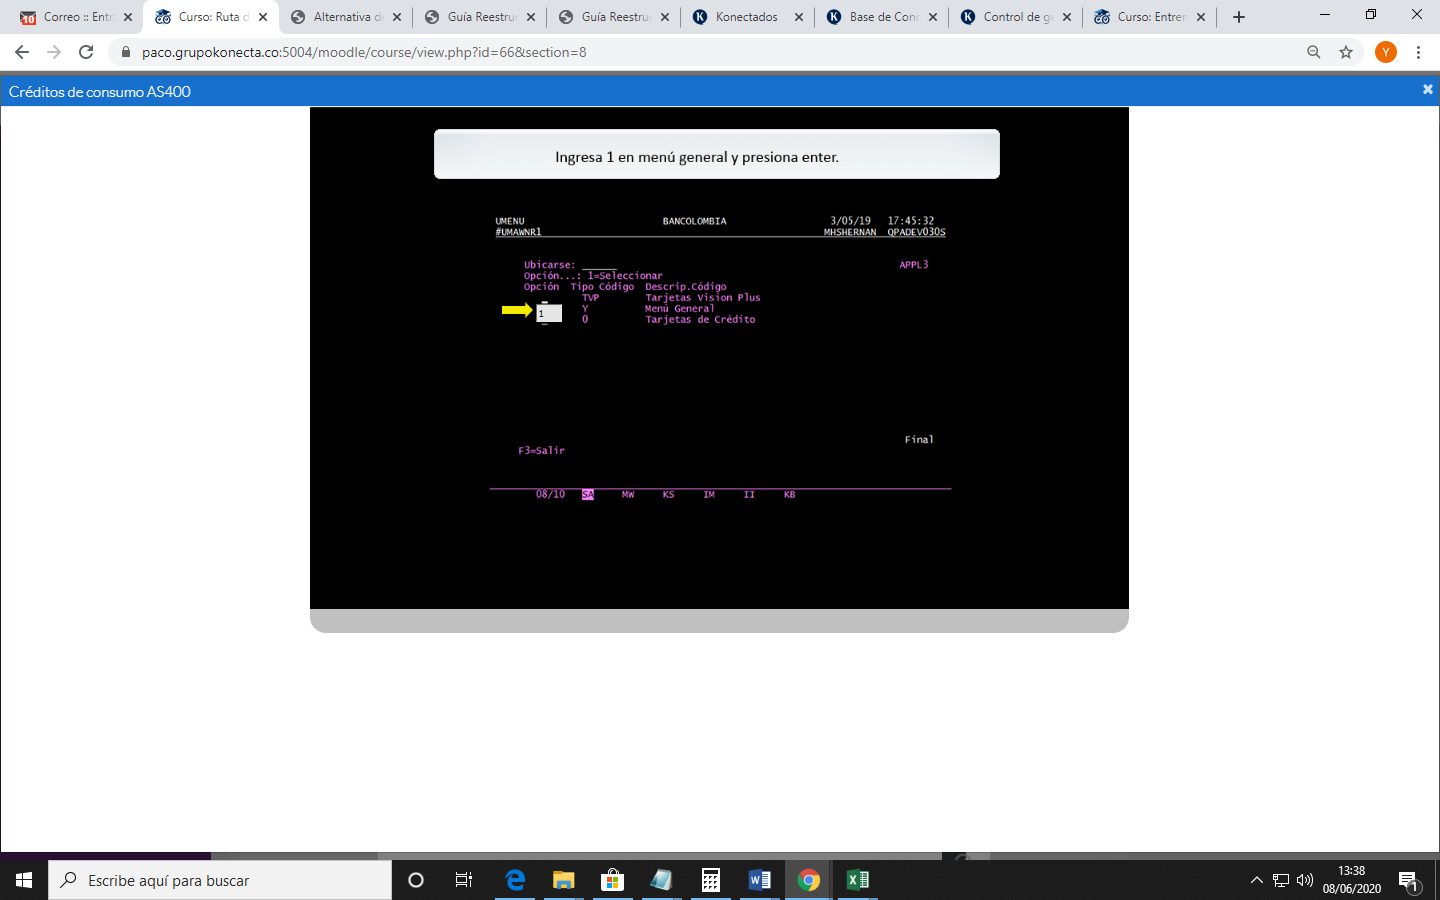 Correo :: Entr
Curso: Ruta d
Alternativa d
Guía Reestru
Guía Reestru
Konectados
Base de Cono
Control de ge
Curso: Entren
paco.grupokonecta.co:5004/moodle/course/view.php?id=66&section=8
Y
Créditos de consumo AS400
Ingresa 1 en menú general y presiona enter.
UMENU BANCOLOMBIA 3/05/19 17:45:32
#UMAWNR1 MHSHERNAN QPADEV030S
Ubicarse: APPL3
Opción...: 1=Seleccionar
Opción Tipo Código Descrip.Código
TVP Tarjetas Vision Plus
1 Y Menú General
0 Tarjetas de Crédito
Final
F3=Salir
08/10 SA MW KS IM II KB
Escribe aquí para buscar
13:38
08/06/2020
1